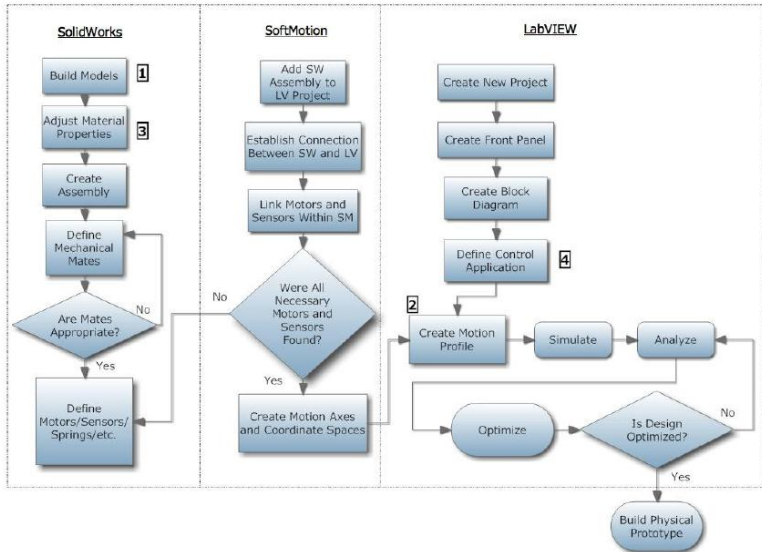 SolidWorks
Build Models
1
Adjust Material
Properties
3
Create
Assembly
Define
Mechanical
Mates
Are Mates
Appropriate?
No
Yes
Define
Motors/Sensors/
Springs/etc.
SoftMotion
Add SW
Assembly to
LV Project
Establish Connection
Between SW and LV
Link Motors and
Sensors Within SM
Were All
Necessary
Motors and
Sensors
Found?
No
Yes
Create Motion Axes
and Coordinate Spaces
LabVIEW
Create New Project
Create Front Panel
Create Block
Diagram
Define Control
Application
4
2
Create Motion
Profile
Simulate
Analyze
Optimize
Is Design
Optimized?
No
Yes
Build Physical
Prototype